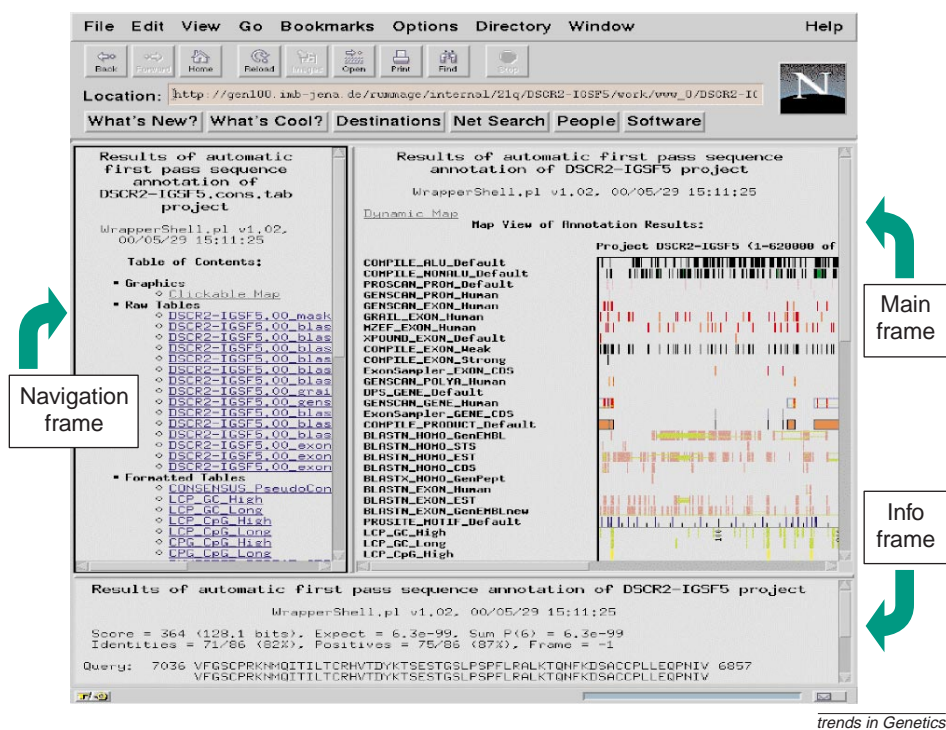 File Edit View Go Bookmarks Options Directory Window Help
Back Forward Home Reload Images Open Print Find Stop
Location: http://gen100.imb-jena.de/rummage/internal/21q/DSCR2-IGSF5/work/www_0/DSCR2-IG
N
What's New? What's Cool? Destinations Net Search People Software
Results of automatic
first pass sequence
annotation of
DSCR2-IGSF5.cons.tab
project
WrapperShell.pl v1.02,
00/05/29 15:11:25
Table of Contents:
Graphics
Clickable Map
Raw Tables
DSCR2-IGSF5.00_mask
DSCR2-IGSF5.00_blas
DSCR2-IGSF5.00_blas
DSCR2-IGSF5.00_blas
DSCR2-IGSF5.00_blas
DSCR2-IGSF5.00_blas
DSCR2-IGSF5.00_grai
DSCR2-IGSF5.00_gens
DSCR2-IGSF5.00_blas
DSCR2-IGSF5.00_blas
DSCR2-IGSF5.00_blas
DSCR2-IGSF5.00_exon
DSCR2-IGSF5.00_exon
Formatted Tables
CONSENSUS_PseudoCon
LCP_GC_High
LCP_GC_Long
LCP_CpG_High
LCP_CpG_Long
CPG_CpG_High
CPG_CpG_Long
Results of automatic first pass sequence
annotation of DSCR2-IGSF5 project
WrapperShell.pl v1.02, 00/05/29 15:11:25
Dynamic Map
Map View of Annotation Results:
Project DSCR2-IGSF5 (1-620000 of
COMPILE_ALU_Default
COMPILE_NONALU_Default
PROSCAN_PROM_Default
GENSCAN_PROM_Human
GENSCAN_EXON_Human
GRAIL_EXON_Human
MZEF_EXON_Human
XPOUND_EXON_Default
COMPILE_EXON_Weak
COMPILE_EXON_Strong
ExonSampler_EXON_CDS
GENSCAN_POLYA_Human
DPS_GENE_Default
GENSCAN_GENE_Human
ExonSampler_GENE_CDS
COMPILE_PRODUCT_Default
BLASTN_HOMO_GenEMBL
BLASTN_HOMO_STS
BLASTN_HOMO_EST
BLASTN_HOMO_CDS
BLASTX_HOMO_GenPept
BLASTN_EXON_Human
BLASTN_EXON_EST
BLASTN_EXON_GenEMBLnew
PROSITE_MOTIF_Default
LCP_GC_High
LCP_GC_Long
LCP_CpG_High
Results of automatic first pass sequence annotation of DSCR2-IGSF5 project
WrapperShell.pl v1.02, 00/05/29 15:11:25
Score = 364 (128.1 bits), Expect = 6.3e-99, Sum P(6) = 6.3e-99
Identities = 71/86 (82%), Positives = 75/86 (87%), Frame = -1
Query: 7036 VFGSCPRKNMQITILTCRHVTDYKTSESTGSLPSPFLRALKTQNFKDSACCPLLEQPNIV 6857
VFGSCPRKNMQITILTCRHVTDYKTSESTGSLPSPFLRALKTQNFKDSACCPLLEQPNIV
Navigation
frame
Main
frame
Info
frame
trends in Genetics